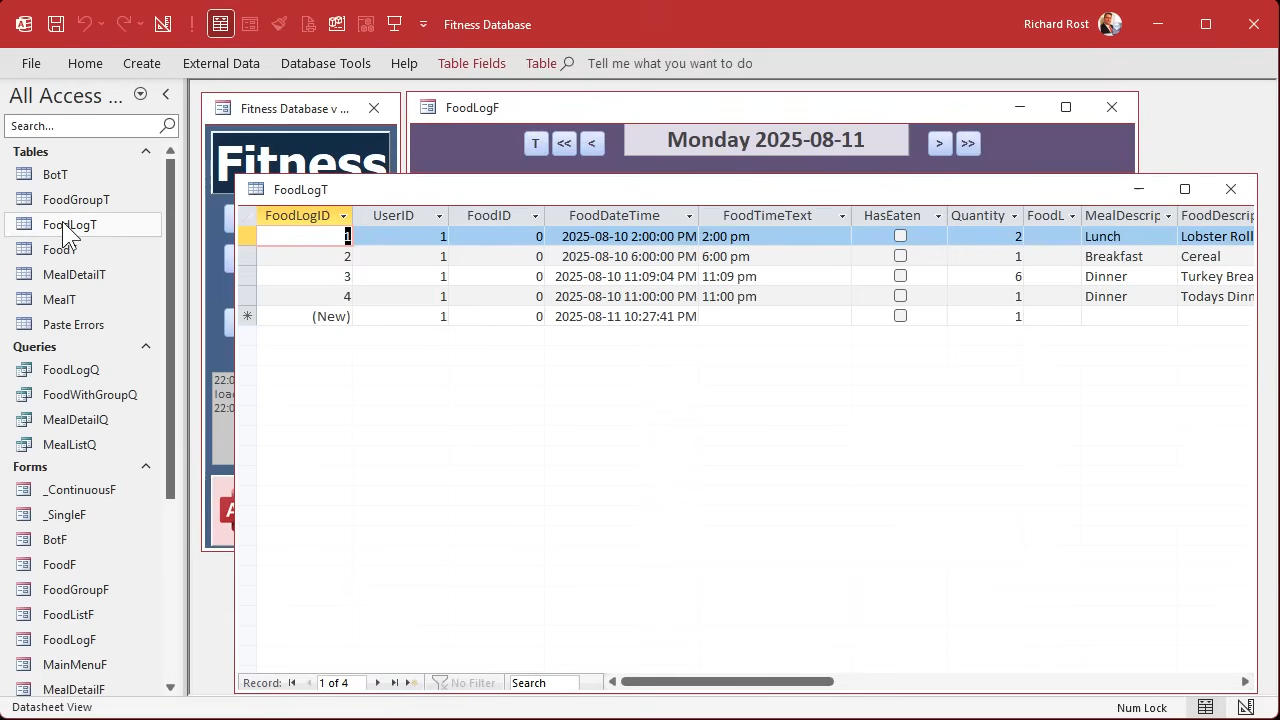 Fitness Database
Richard Rost
File Home Create External Data Database Tools Help Table Fields Table Tell me what you want to do
All Access ...
Search...
Tables
BotT
FoodGroupT
FoodLogT
FoodT
MealDetailT
MealT
Paste Errors
Queries
FoodLogQ
FoodWithGroupQ
MealDetailQ
MealListQ
Forms
_ContinuousF
_SingleF
BotF
FoodF
FoodGroupF
FoodListF
FoodLogF
MainMenuF
MealDetailF
Fitness Database v ...
Fitness
22:0
loa
22:0
FoodLogF
T << < Monday 2025-08-11 > >>
FoodLogT
FoodLogID UserID FoodID FoodDateTime FoodTimeText HasEaten Quantity FoodL MealDescrip FoodDescrip
1 1 0 2025-08-10 2:00:00 PM 2:00 pm 2 Lunch Lobster Roll
2 1 0 2025-08-10 6:00:00 PM 6:00 pm 1 Breakfast Cereal
3 1 0 2025-08-10 11:09:04 PM 11:09 pm 6 Dinner Turkey Brea
4 1 0 2025-08-10 11:00:00 PM 11:00 pm 1 Dinner Todays Dinn
(New) 1 0 2025-08-11 10:27:41 PM 1
Record: 1 of 4 No Filter Search
Datasheet View
Num Lock